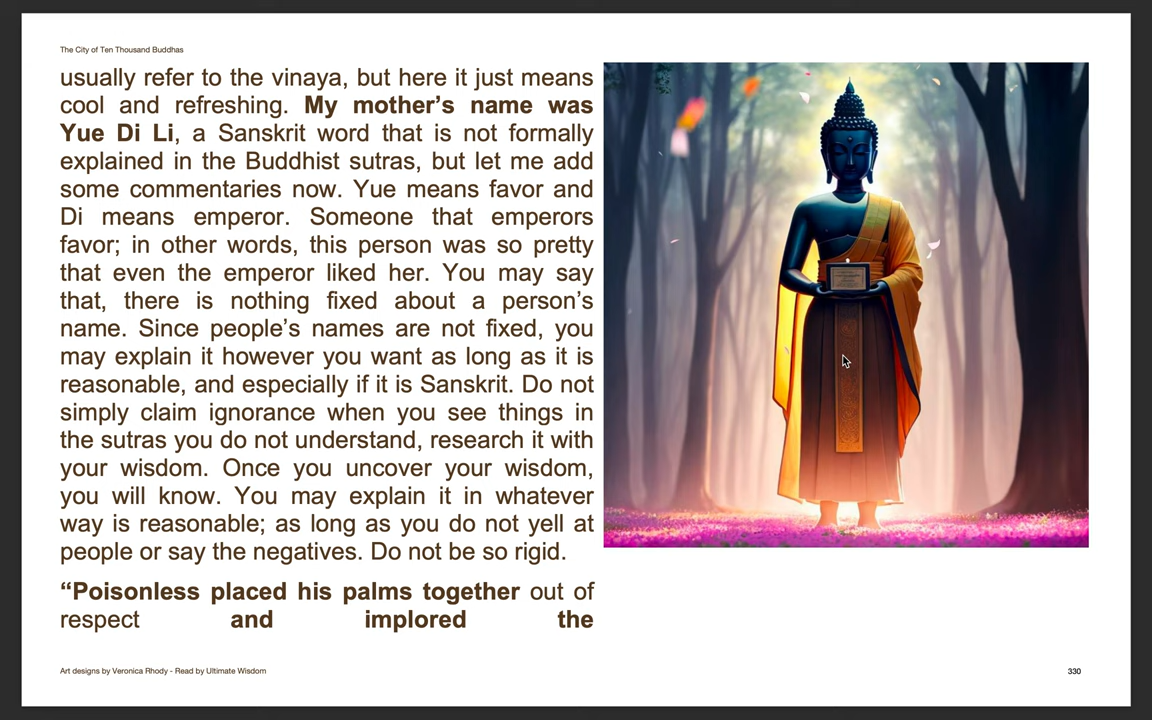 The City of Ten Thousand Buddhas
usually refer to the vinaya, but here it just means
cool and refreshing. My mother’s name was
Yue Di Li, a Sanskrit word that is not formally
explained in the Buddhist sutras, but let me add
some commentaries now. Yue means favor and
Di means emperor. Someone that emperors
favor; in other words, this person was so pretty
that even the emperor liked her. You may say
that, there is nothing fixed about a person’s
name. Since people’s names are not fixed, you
may explain it however you want as long as it is
reasonable, and especially if it is Sanskrit. Do not
simply claim ignorance when you see things in
the sutras you do not understand, research it with
your wisdom. Once you uncover your wisdom,
you will know. You may explain it in whatever
way is reasonable; as long as you do not yell at
people or say the negatives. Do not be so rigid.
“Poisonless placed his palms together out of
respect and implored the
Art designs by Veronica Rhody - Read by Ultimate Wisdom
330